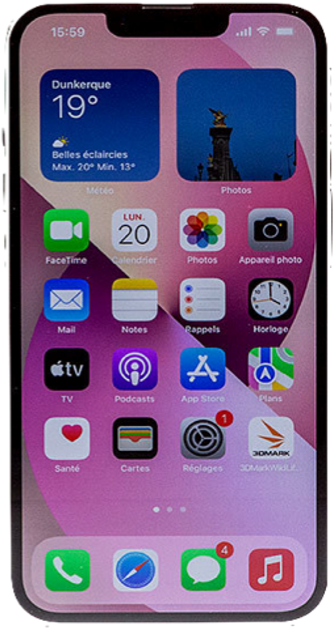 15:59
Dunkerque
19°
Belles éclaircies
Max. 20° Min. 13°
Météo
Photos
LUN.
20
FaceTime
Calendrier
Photos
Appareil photo
Mail
Notes
Rappels
Horloge
tv
TV
Podcasts
App Store
Plans
1
3DMARK
Santé
Cartes
Réglages
3DMarkWildLif...
4